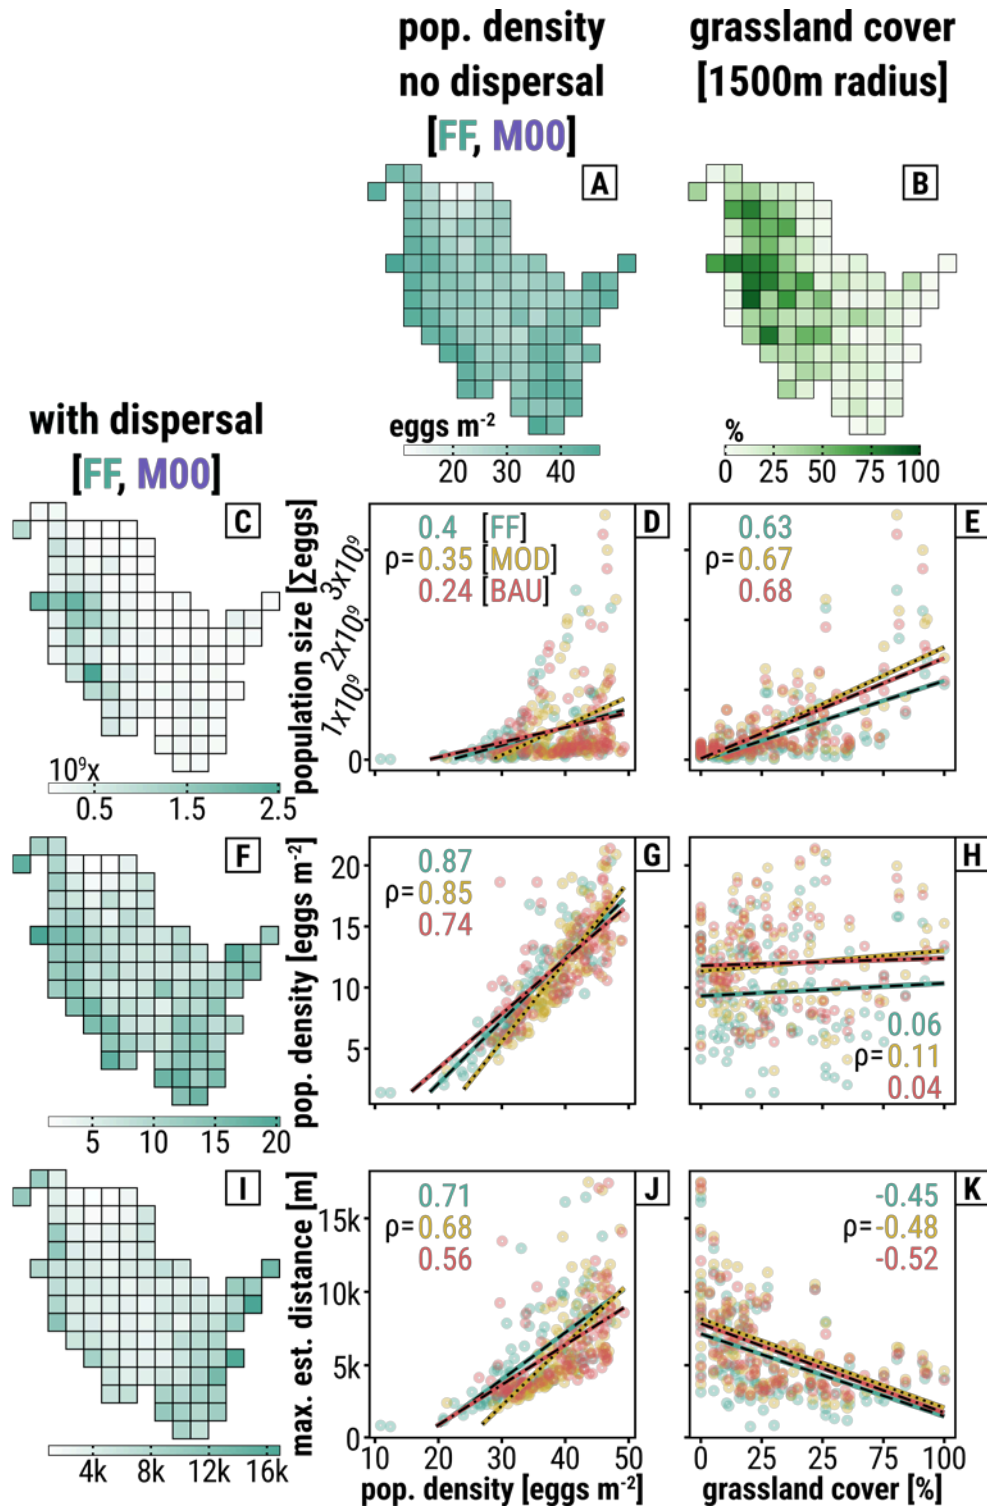 pop. density
no dispersal
[FF, M00]
grassland cover
[1500m radius]
A
B
eggs m⁻²
20 30 40
%
0 25 50 75 100
with dispersal
[FF, M00]
C
10⁹x
0.5 1.5 2.5
population size [∑eggs]
3x10⁹
2x10⁹
1x10⁹
0
D
0.4 [FF]
ρ=0.35 [MOD]
0.24 [BAU]
E
0.63
ρ=0.67
0.68
F
5 10 15 20
pop. density [eggs m⁻²]
20
15
10
5
G
0.87
ρ=0.85
0.74
H
0.06
ρ=0.11
0.04
I
4k 8k 12k 16k
max. est. distance [m]
15k
10k
5k
0
J
0.71
ρ=0.68
0.56
K
-0.45
ρ=-0.48
-0.52
10 20 30 40 50
pop. density [eggs m⁻²]
0 25 25 25 100
grassland cover [%]